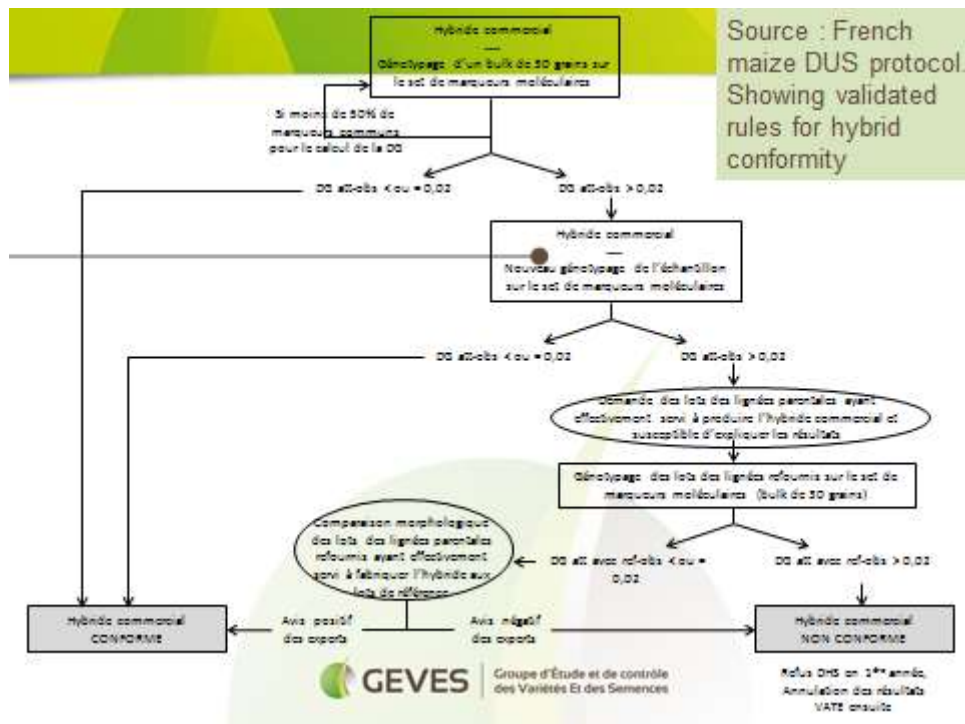 Hybride commercial
—
Génotypage d'un bulk de 30 grains sur
le set de marqueurs moléculaires
Source : French
maize DUS protocol.
Showing validated
rules for hybrid
conformity
Si moins de 50% de
marqueurs communs
pour le calcul de la DG
DG att-obs < ou = 0,02
DG att-obs > 0,02
Hybride commercial
—
Nouveau génotypage de l'échantillon
sur le set de marqueurs moléculaires
DG att-obs < ou = 0,02
DG att-obs > 0,02
Demande des lots des lignées parentales ayant
effectivement servi à produire l'hybride commercial et
susceptible d'expliquer les résultats
Génotypage des lots des lignées refournis sur le set de
marqueurs moléculaires (bulk de 30 grains)
Comparaison morphologique
des lots des lignées parentales
refournis ayant effectivement
servi à fabriquer l'hybride aux
lots de référence
DG att avec ref-obs < ou =
0,02
DG att avec ref-obs > 0,02
Hybride commercial
CONFORME
Avis positif
des experts
Avis négatif
des experts
Hybride commercial
NON CONFORME
GEVES
Groupe d'Étude et de contrôle
des Variétés Et des Semences
Refus DHS en 1ère année,
Annulation des résultats
VATE ensuite